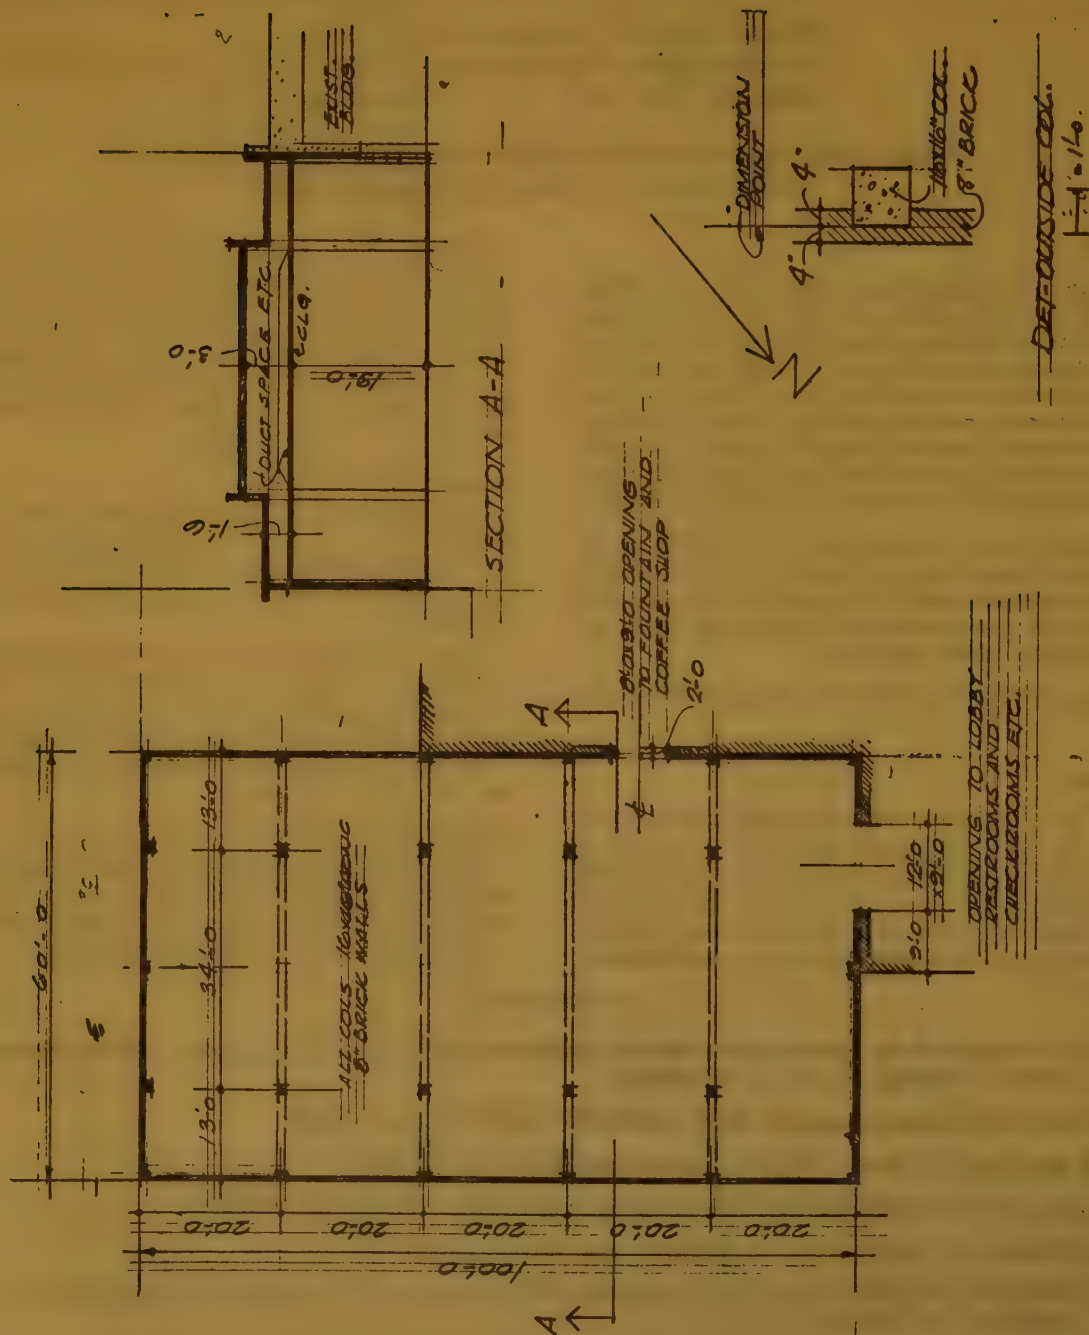 EXIST.
BLDG.
3'-0
DUCT SPACE ETC.
CLG.
1'-6
SECTION A-A
DIMENSION
POINT
4"
4"
16x16" COL.
8" BRICK
DET-OUTSIDE COL.
N
60'-0
13'-0
34'-0
13'-0
ALL COLS
8" BRICK WALLS
A
OPENING
TO FOUNTAIN AND
COFFEE SHOP
2'-0
20'-0
20'-0
20'-0
20'-0
20'-0
100'-0
A
9'-0
12'-0
x9'-0
OPENING TO LOBBY
RESTROOMS AND
CHECKROOMS ETC.